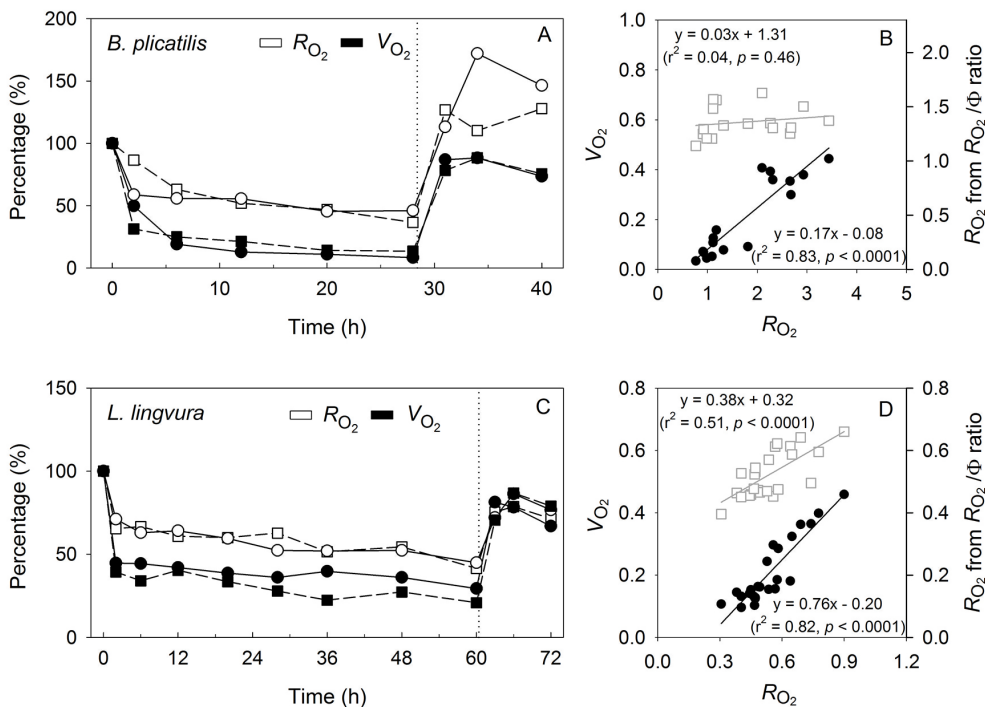 B. plicatilis
R_O₂
V_O₂
A
Percentage (%)
200
150
100
50
0
0
10
20
30
40
Time (h)
y = 0.03x + 1.31
(r² = 0.04, p = 0.46)
B
V_O₂
1.0
0.8
0.6
0.4
0.2
0.0
2.0
1.5
1.0
0.5
0.0
R_O₂ from R_O₂ /Φ ratio
y = 0.17x - 0.08
(r² = 0.83, p < 0.0001)
0
1
2
3
4
5
R_O₂
L. lingvura
R_O₂
V_O₂
C
Percentage (%)
150
100
50
0
0
12
24
36
48
60
72
Time (h)
y = 0.38x + 0.32
(r² = 0.51, p < 0.0001)
D
V_O₂
0.8
0.6
0.4
0.2
0.0
0.8
0.6
0.4
0.2
0.0
R_O₂ from R_O₂ /Φ ratio
y = 0.76x - 0.20
(r² = 0.82, p < 0.0001)
0.0
0.3
0.6
0.9
1.2
R_O₂